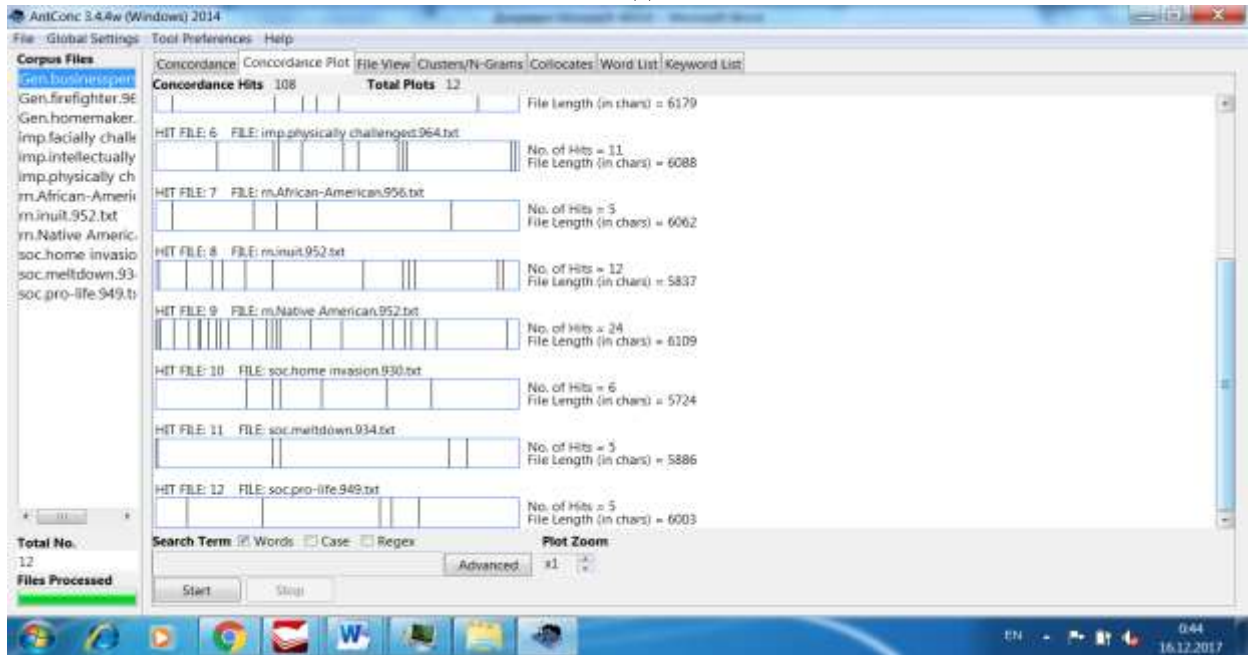 AntConc 3.4.4w (Windows) 2014
File Global Settings Tool Preferences Help
Corpus Files
Gen.businesspers
Gen.firefighter.96
Gen.homemaker.
imp.facially challe
imp.intellectually
imp.physically ch
rn.African-Americ
rn.inuit.952.txt
rn.Native Americ.
soc.home invasio
soc.meltdown.93
soc.pro-life.949.t
Total No.
12
Files Processed
Concordance Concordance Plot File View Clusters/N-Grams Collocates Word List Keyword List
Concordance Hits 108 Total Plots 12
File Length (in chars) = 6179
HIT FILE: 6 FILE: imp.physically challenged.964.txt
No. of Hits = 11
File Length (in chars) = 6088
HIT FILE: 7 FILE: rn.African-American.956.txt
No. of Hits = 5
File Length (in chars) = 6062
HIT FILE: 8 FILE: rn.inuit.952.txt
No. of Hits = 12
File Length (in chars) = 5837
HIT FILE: 9 FILE: rn.Native American.952.txt
No. of Hits = 24
File Length (in chars) = 6109
HIT FILE: 10 FILE: soc.home invasion.930.txt
No. of Hits = 6
File Length (in chars) = 5724
HIT FILE: 11 FILE: soc.meltdown.934.txt
No. of Hits = 5
File Length (in chars) = 5886
HIT FILE: 12 FILE: soc.pro-life.949.txt
No. of Hits = 5
File Length (in chars) = 6003
Search Term Words Case Regex Plot Zoom
Advanced x1
Start Stop
EN 0:44
16.12.2017